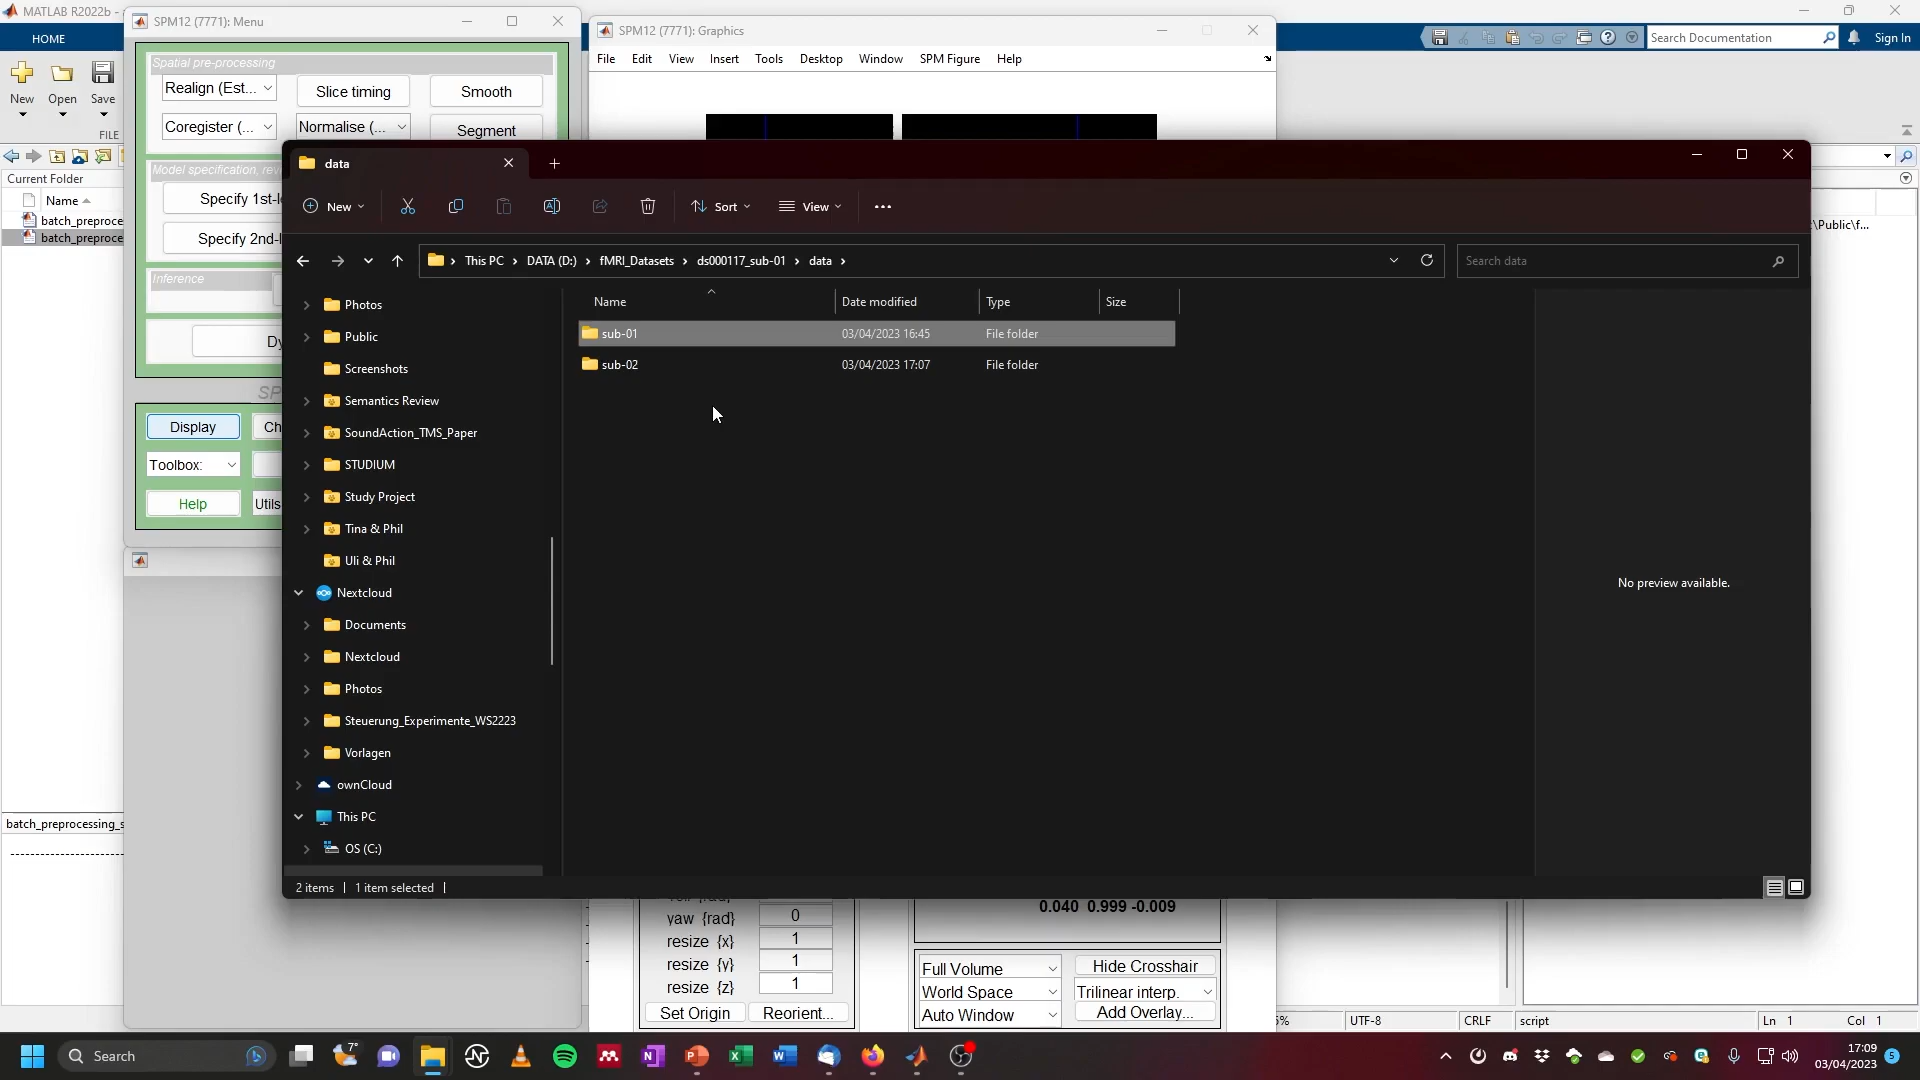 MATLAB R2022b -
HOME
New
Open
Save
FILE
Search Documentation
Sign In
Current Folder
Name
batch_preproce
batch_preproce
batch_preprocessing_s
SPM12 (7771): Menu
Spatial pre-processing
Realign (Est...
Slice timing
Smooth
Coregister (...
Normalise (...
Segment
Model specification, rev
Specify 1st-l
Specify 2nd-l
Inference
Dy
SP
Display
Ch
Toolbox:
Help
Utils
SPM12 (7771): Graphics
File Edit View Insert Tools Desktop Window SPM Figure Help
data
New
Sort
View
This PC > DATA (D:) > fMRI_Datasets > ds000117_sub-01 > data >
Search data
Photos
Public
Screenshots
Semantics Review
SoundAction_TMS_Paper
STUDIUM
Study Project
Tina & Phil
Uli & Phil
Nextcloud
Documents
Nextcloud
Photos
Steuerung_Experimente_WS2223
Vorlagen
ownCloud
This PC
OS (C:)
Name Date modified Type Size
sub-01 03/04/2023 16:45 File folder
sub-02 03/04/2023 17:07 File folder
No preview available.
2 items 1 item selected
\Public\f...
yaw {rad} 0
resize {x} 1
resize {y} 1
resize {z} 1
Set Origin
Reorient...
0.040 0.999 -0.009
Full Volume
Hide Crosshair
World Space
Trilinear interp.
Auto Window
Add Overlay...
UTF-8
CRLF
script
Ln 1
Col 1
Search
7°
17:09
03/04/2023
5